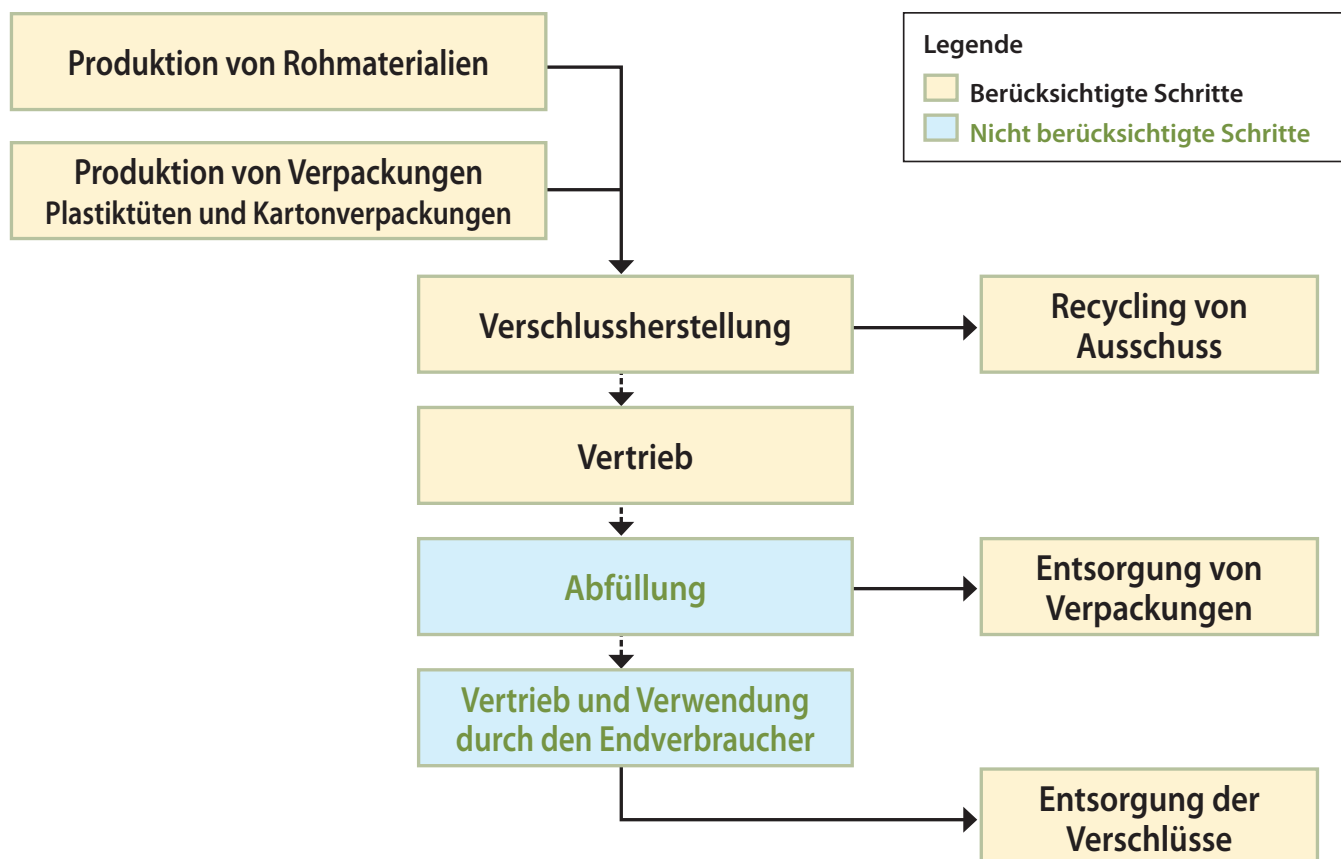 Produktion von Rohmaterialien
Legende
Berücksichtigte Schritte
Nicht berücksichtigte Schritte
Produktion von Verpackungen
Plastiktüten und Kartonverpackungen
Verschlussherstellung
Recycling von
Ausschuss
Vertrieb
Abfüllung
Entsorgung von
Verpackungen
Vertrieb und Verwendung
durch den Endverbraucher
Entsorgung der
Verschlüsse